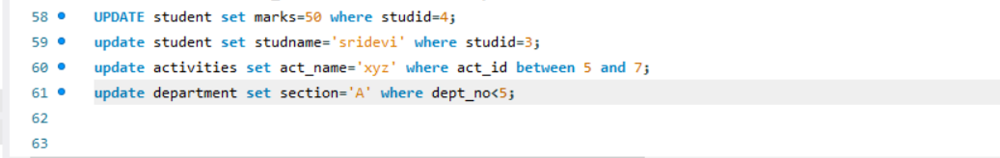 58 UPDATE student set marks=50 where studid=4;
59 update student set studname='sridevi' where studid=3;
60 update activities set act_name='xyz' where act_id between 5 and 7;
61 update department set section='A' where dept_no<5;
62
63